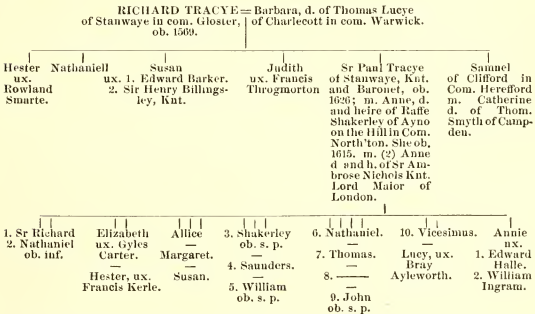 RICHARD TRACYE = Barbara, d. of Thomas Lucye
of Stanwaye in com. Gloster, of Charlecott in com. Warwick.
ob. 1569.
Hester
ux.
Rowland
Smarte.
Nathaniell
Susan
ux. 1. Edward Barker.
2. Sir Henry Billings-
ley, Knt.
Judith
ux. Francis
Throgmorton
Sr Paul Tracye
of Stanwaye, Knt.
and Baronet, ob.
1626; m. Anne, d.
and heire of Raffe
Shakerley of Ayno
on the Hill in Com.
North'ton. She ob.
1615. m. (2) Anne
d and h. of Sr Am-
brose Nichols Knt.
Lord Maior of
London.
Samuel
of Clifford in
Com. Herefford
m. Catherine
d. of Thom.
Smyth of Camp-
den.
1. Sr Richard
2. Nathaniel
ob. inf.
Elizabeth
ux. Gyles
Carter.
—
Hester, ux.
Francis Kerle.
Allice
—
Margaret.
—
Susan.
3. Shakerley
ob. s. p.
—
4. Saunders.
—
5. William
ob. s. p.
6. Nathaniel.
—
7. Thomas.
—
8. ———
—
9. John
ob. s. p.
10. Vicesimus.
—
Lucy, ux.
Bray
Ayleworth.
Annie
ux.
1. Edward
Halle.
2. William
Ingram.